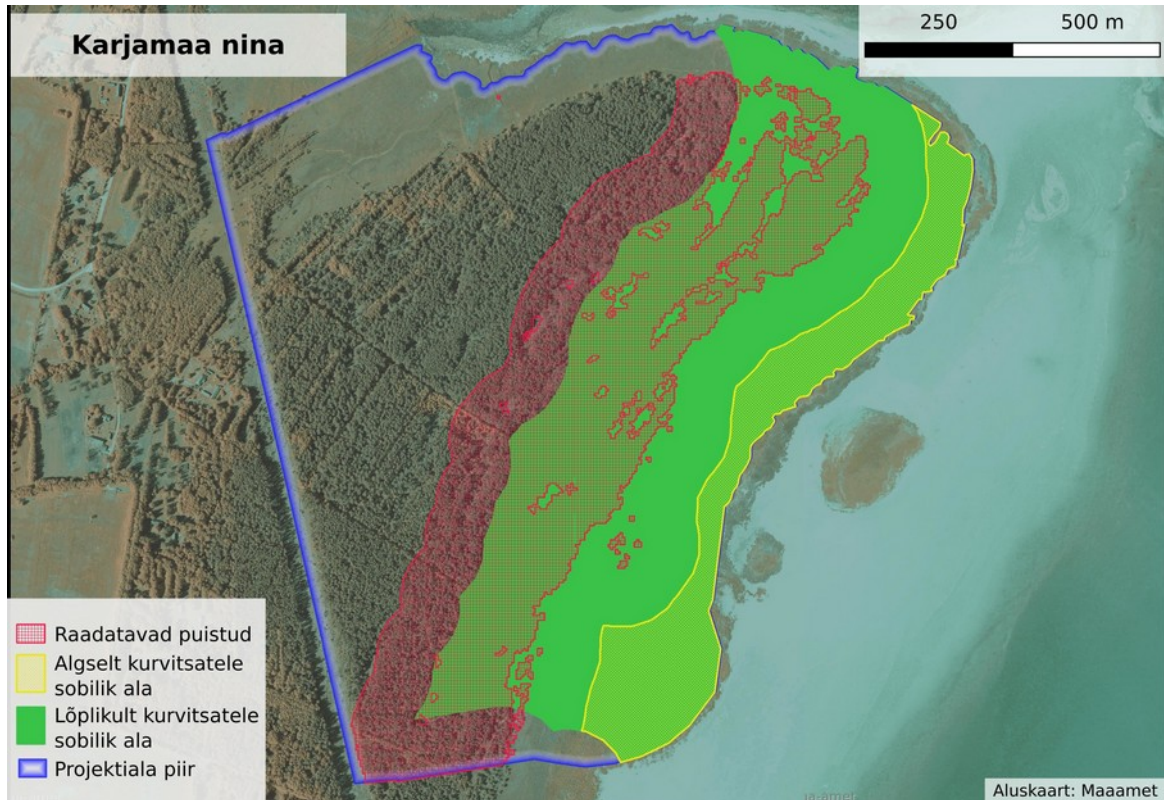 Karjamaa nina
250 500 m
Raadatavad puistud
Algselt kurvitsatele
sobilik ala
Lõplikult kurvitsatele
sobilik ala
Projektiala piir
Aluskaart: Maaamet